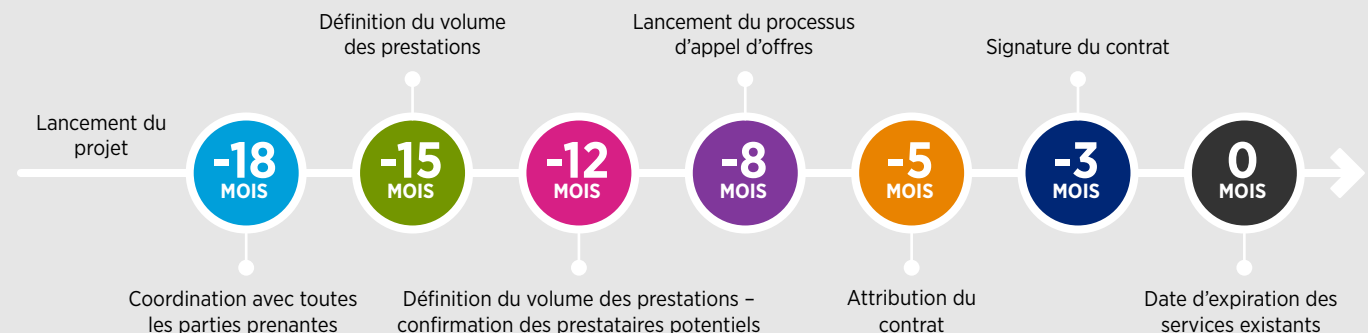 Définition du volume
des prestations
Lancement du processus
d’appel d’offres
Signature du contrat
Lancement du
projet
-18
MOIS
-15
MOIS
-12
MOIS
-8
MOIS
-5
MOIS
-3
MOIS
0
MOIS
Coordination avec toutes
les parties prenantes
Définition du volume des prestations –
confirmation des prestataires potentiels
Attribution du
contrat
Date d’expiration des
services existants